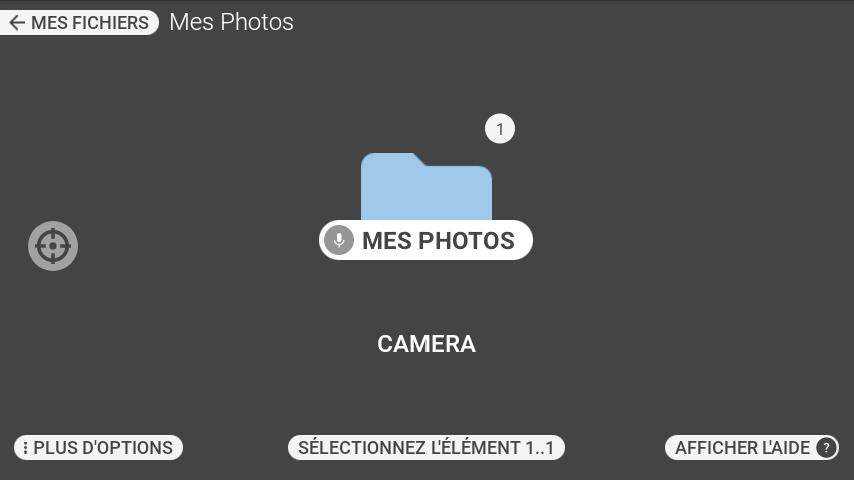 MES FICHIERS Mes Photos
1
MES PHOTOS
CAMERA
PLUS D'OPTIONS SÉLECTIONNEZ L'ÉLÉMENT 1..1 AFFICHER L'AIDE ?